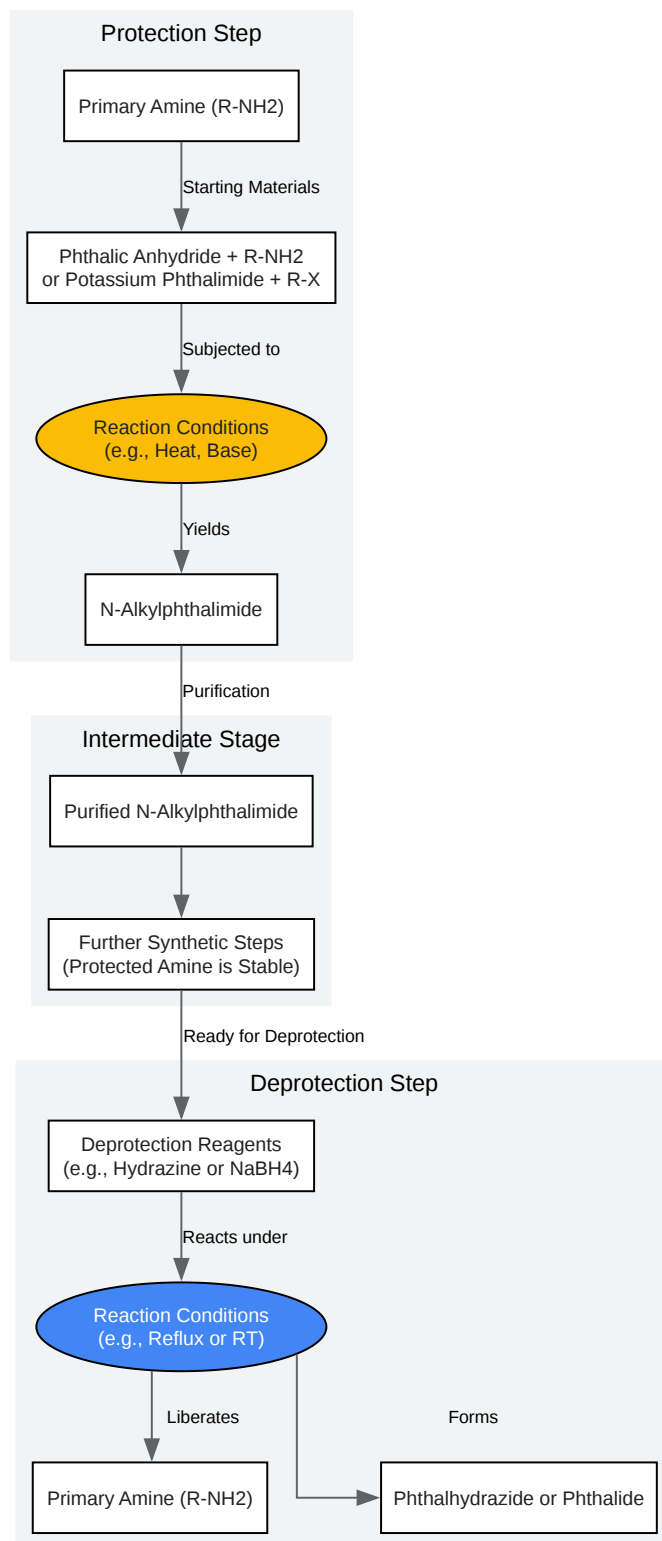 Protection Step
Primary Amine (R-NH2)
Starting Materials
Phthalic Anhydride + R-NH2
or Potassium Phthalimide + R-X
Subjected to
Reaction Conditions
(e.g., Heat, Base)
Yields
N-Alkylphthalimide
Purification
Intermediate Stage
Purified N-Alkylphthalimide
Further Synthetic Steps
(Protected Amine is Stable)
Ready for Deprotection
Deprotection Step
Deprotection Reagents
(e.g., Hydrazine or NaBH4)
Reacts under
Reaction Conditions
(e.g., Reflux or RT)
Liberates
Forms
Primary Amine (R-NH2)
Phthalhydrazide or Phthalide